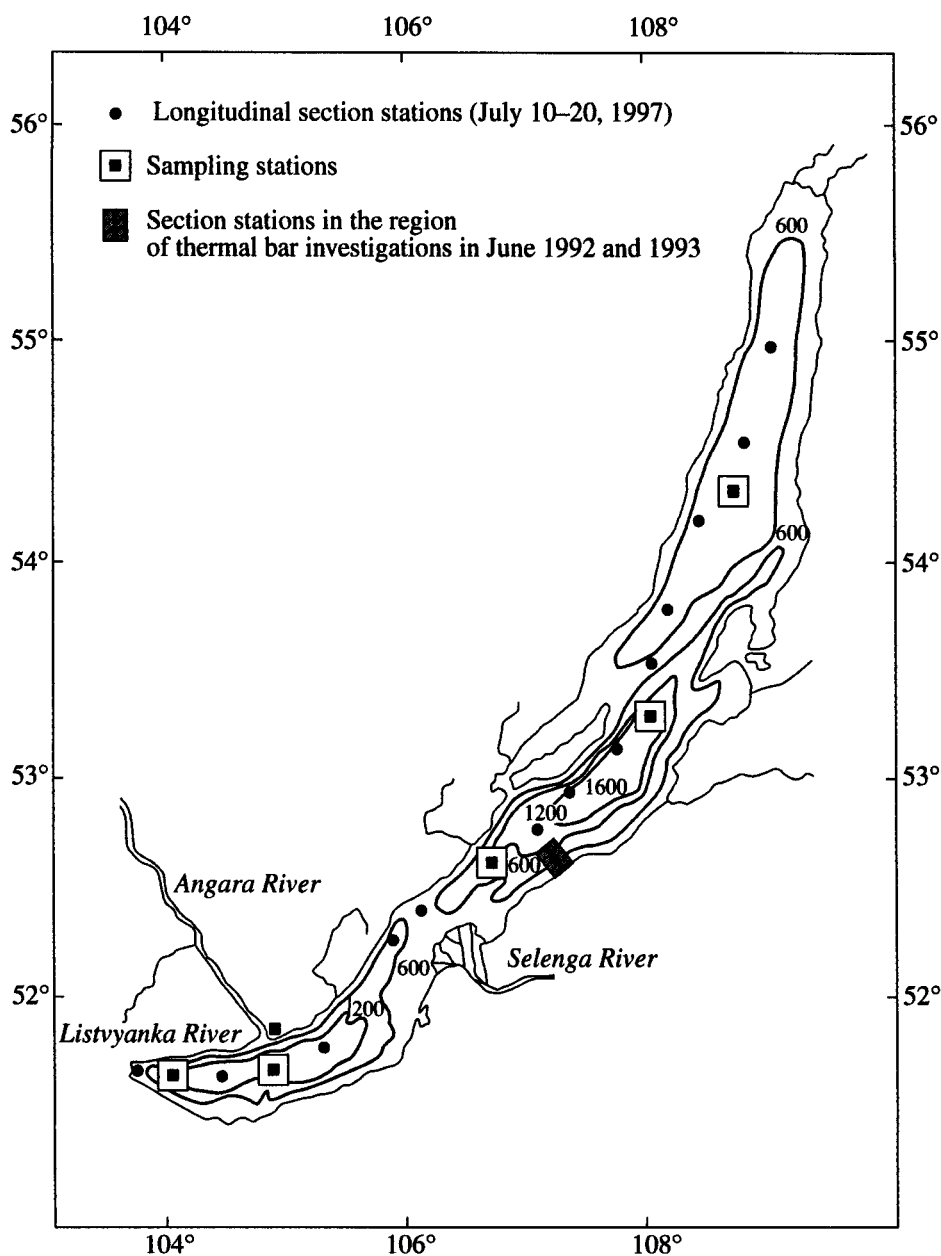 104° 106° 108°
56° 56°
Longitudinal section stations (July 10–20, 1997)
Sampling stations
Section stations in the region
of thermal bar investigations in June 1992 and 1993
600
55° 55°
600
54° 54°
53° 53°
1600
1200
600
Angara River
Selenga River
600
52° 52°
200
Listvyanka River
104° 106° 108°